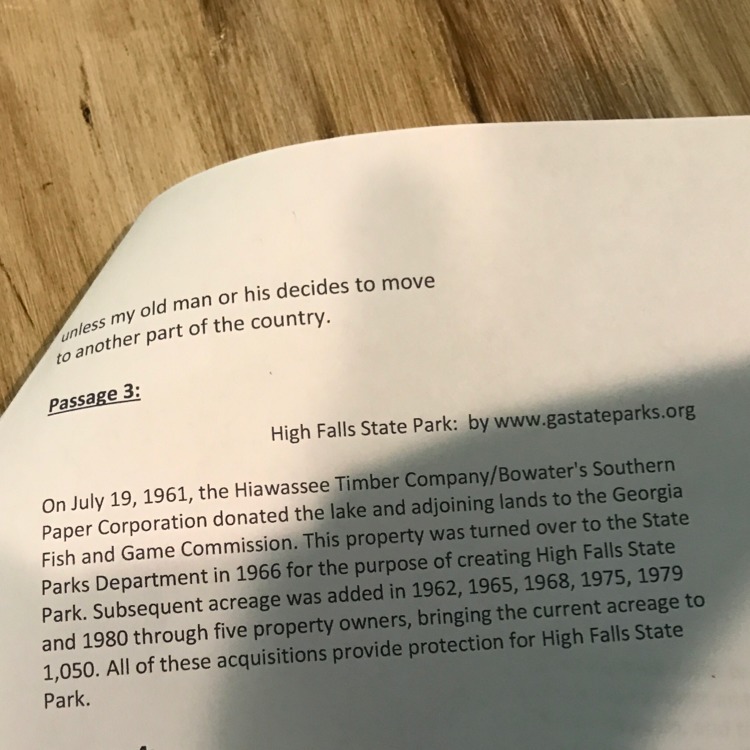 unless my old man or his decides to move
to another part of the country.
Passage 3:
High Falls State Park: by www.gastateparks.org
On July 19, 1961, the Hiawassee Timber Company/Bowater's Southern
Paper Corporation donated the lake and adjoining lands to the Georgia
Fish and Game Commission. This property was turned over to the State
Parks Department in 1966 for the purpose of creating High Falls State
Park. Subsequent acreage was added in 1962, 1965, 1968, 1975, 1979
and 1980 through five property owners, bringing the current acreage to
1,050. All of these acquisitions provide protection for High Falls State
Park.